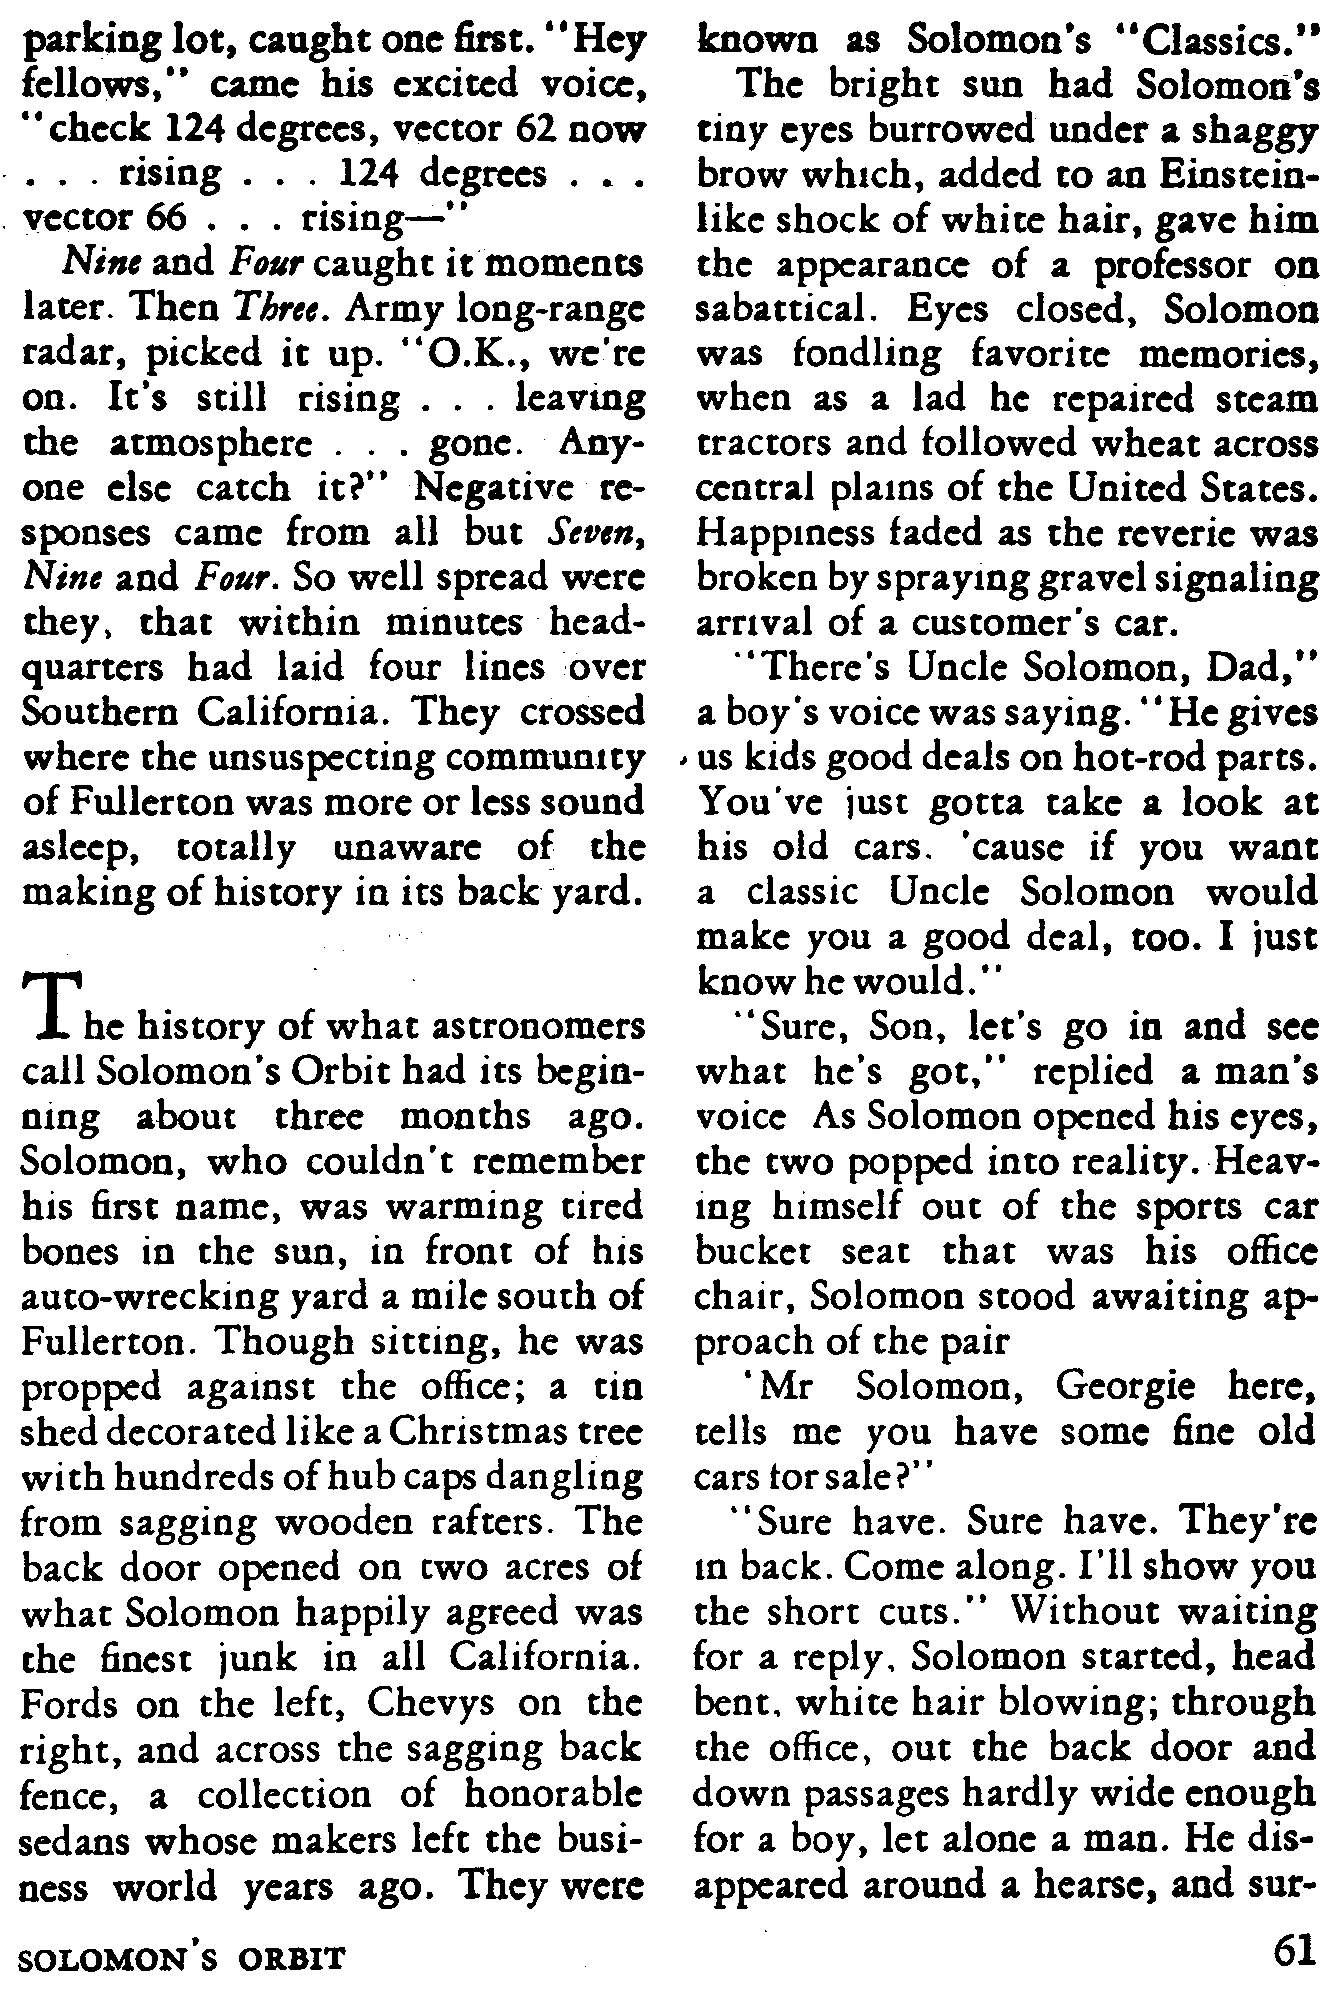 parking lot, caught one first. "Hey
fellows," came his excited voice,
"check 124 degrees, vector 62 now
. . . rising . . . 124 degrees . . .
vector 66 . . . rising—"
Nine and Four caught it moments
later. Then Three. Army long-range
radar, picked it up. "O.K., we're
on. It's still rising . . . leaving
the atmosphere . . . gone. Any-
one else catch it?" Negative re-
sponses came from all but Seven,
Nine and Four. So well spread were
they, that within minutes head-
quarters had laid four lines over
Southern California. They crossed
where the unsuspecting community
of Fullerton was more or less sound
asleep, totally unaware of the
making of history in its back yard.
The history of what astronomers
call Solomon's Orbit had its begin-
ning about three months ago.
Solomon, who couldn't remember
his first name, was warming tired
bones in the sun, in front of his
auto-wrecking yard a mile south of
Fullerton. Though sitting, he was
propped against the office; a tin
shed decorated like a Christmas tree
with hundreds of hub caps dangling
from sagging wooden rafters. The
back door opened on two acres of
what Solomon happily agreed was
the finest junk in all California.
Fords on the left, Chevys on the
right, and across the sagging back
fence, a collection of honorable
sedans whose makers left the busi-
ness world years ago. They were
known as Solomon's "Classics."
The bright sun had Solomon's
tiny eyes burrowed under a shaggy
brow which, added to an Einstein-
like shock of white hair, gave him
the appearance of a professor on
sabattical. Eyes closed, Solomon
was fondling favorite memories,
when as a lad he repaired steam
tractors and followed wheat across
central plains of the United States.
Happiness faded as the reverie was
broken by spraying gravel signaling
arrival of a customer's car.
"There's Uncle Solomon, Dad,"
a boy's voice was saying. "He gives
us kids good deals on hot-rod parts.
You've just gotta take a look at
his old cars. 'cause if you want
a classic Uncle Solomon would
make you a good deal, too. I just
know he would."
"Sure, Son, let's go in and see
what he's got," replied a man's
voice As Solomon opened his eyes,
the two popped into reality. Heav-
ing himself out of the sports car
bucket seat that was his office
chair, Solomon stood awaiting ap-
proach of the pair
'Mr Solomon, Georgie here,
tells me you have some fine old
cars for sale?"
"Sure have. Sure have. They're
in back. Come along. I'll show you
the short cuts." Without waiting
for a reply, Solomon started, head
bent, white hair blowing; through
the office, out the back door and
down passages hardly wide enough
for a boy, let alone a man. He dis-
appeared around a hearse, and sur-
SOLOMON'S ORBIT
61